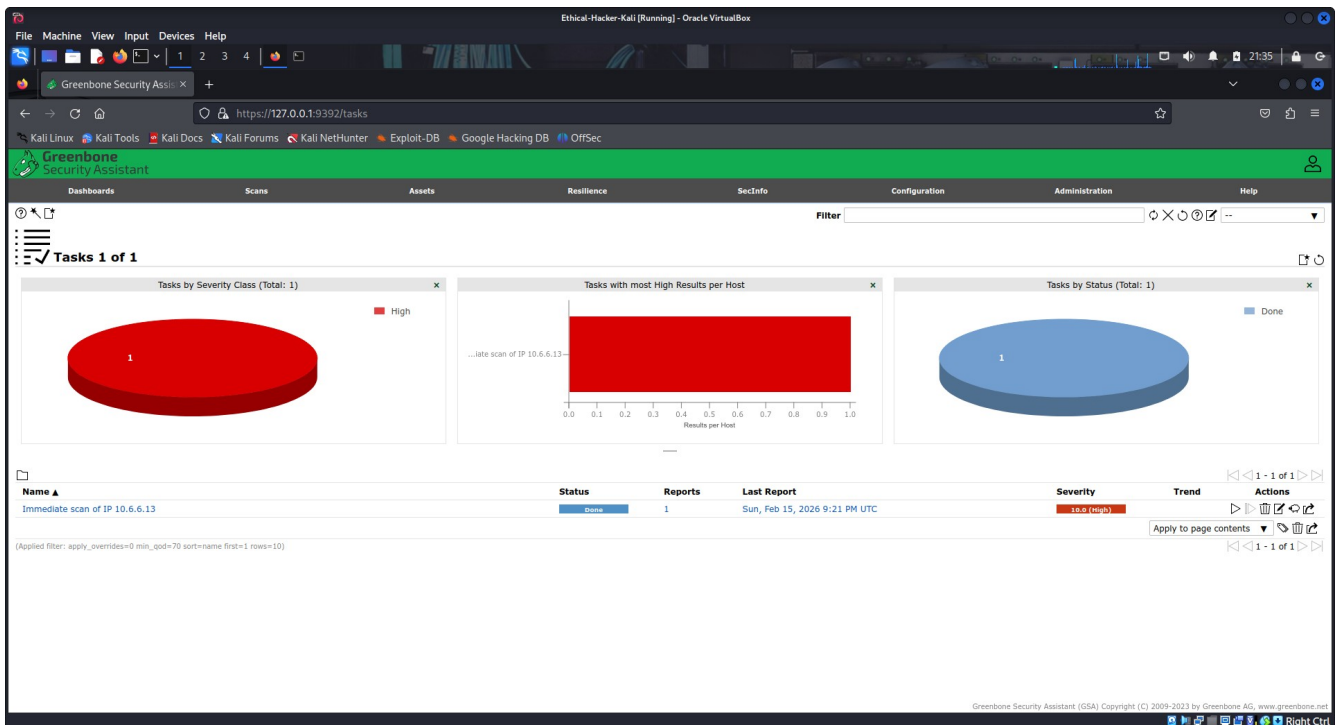 Ethical-Hacker-Kali [Running] - Oracle VirtualBox
File Machine View Input Devices Help
1 2 3 4 21:35
Greenbone Security Assis
https://127.0.0.1:9392/tasks
Kali Linux Kali Tools Kali Docs Kali Forums Kali NetHunter Exploit-DB Google Hacking DB OffSec
Greenbone
Security Assistant
Dashboards Scans Assets Resilience SecInfo Configuration Administration Help
Filter --
Tasks 1 of 1
Tasks by Severity Class (Total: 1)
High
1
Tasks with most High Results per Host
...iate scan of IP 10.6.6.13
0.0 0.1 0.2 0.3 0.4 0.5 0.6 0.7 0.8 0.9 1.0
Results per Host
Tasks by Status (Total: 1)
Done
1
1 - 1 of 1
Name Status Reports Last Report Severity Trend Actions
Immediate scan of IP 10.6.6.13 Done 1 Sun, Feb 15, 2026 9:21 PM UTC 10.0 (High)
Apply to page contents
(Applied filter: apply_overrides=0 min_qod=70 sort=name first=1 rows=10) 1 - 1 of 1
Greenbone Security Assistant (GSA) Copyright (C) 2009-2023 by Greenbone AG, www.greenbone.net
Right Ctrl